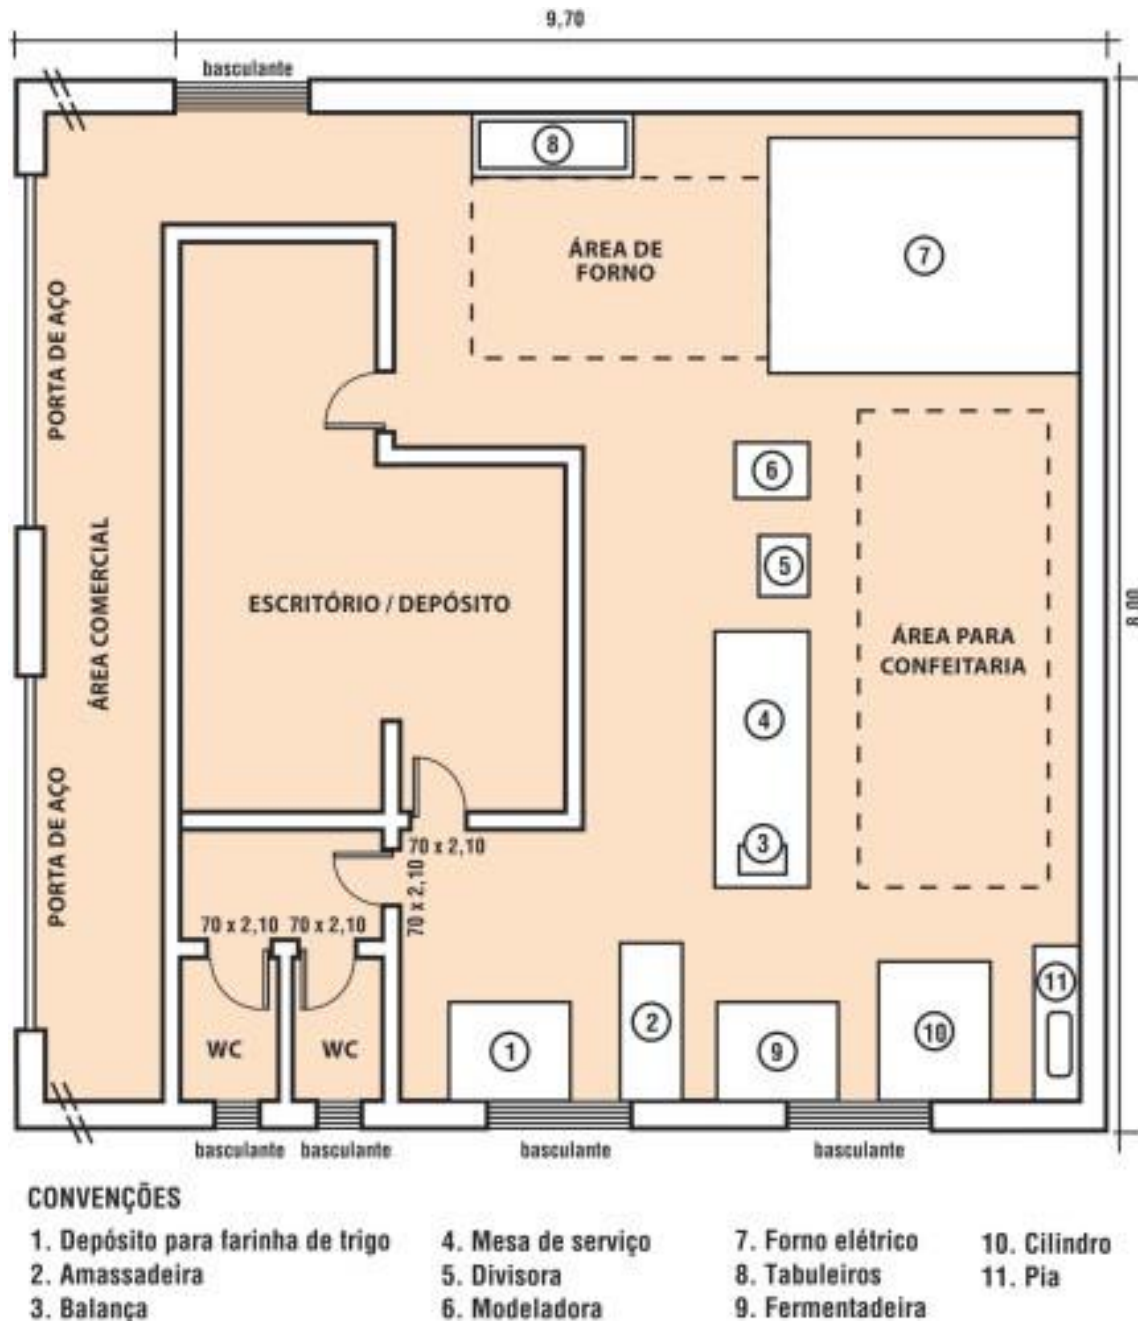 9,70
basculante
8
ÁREA DE
FORNO
7
PORTA DE AÇO
6
5
ÁREA COMERCIAL
ESCRITÓRIO / DEPÓSITO
8,00
ÁREA PARA
CONFEITARIA
4
3
PORTA DE AÇO
70 x 2,10
70 x 2,10
70 x 2,10
70 x 2,10
11
WC
WC
1
2
9
10
basculante
basculante
basculante
basculante
CONVENÇÕES
1. Depósito para farinha de trigo
2. Amassadeira
3. Balança
4. Mesa de serviço
5. Divisora
6. Modeladora
7. Forno elétrico
8. Tabuleiros
9. Fermentadeira
10. Cilindro
11. Pia